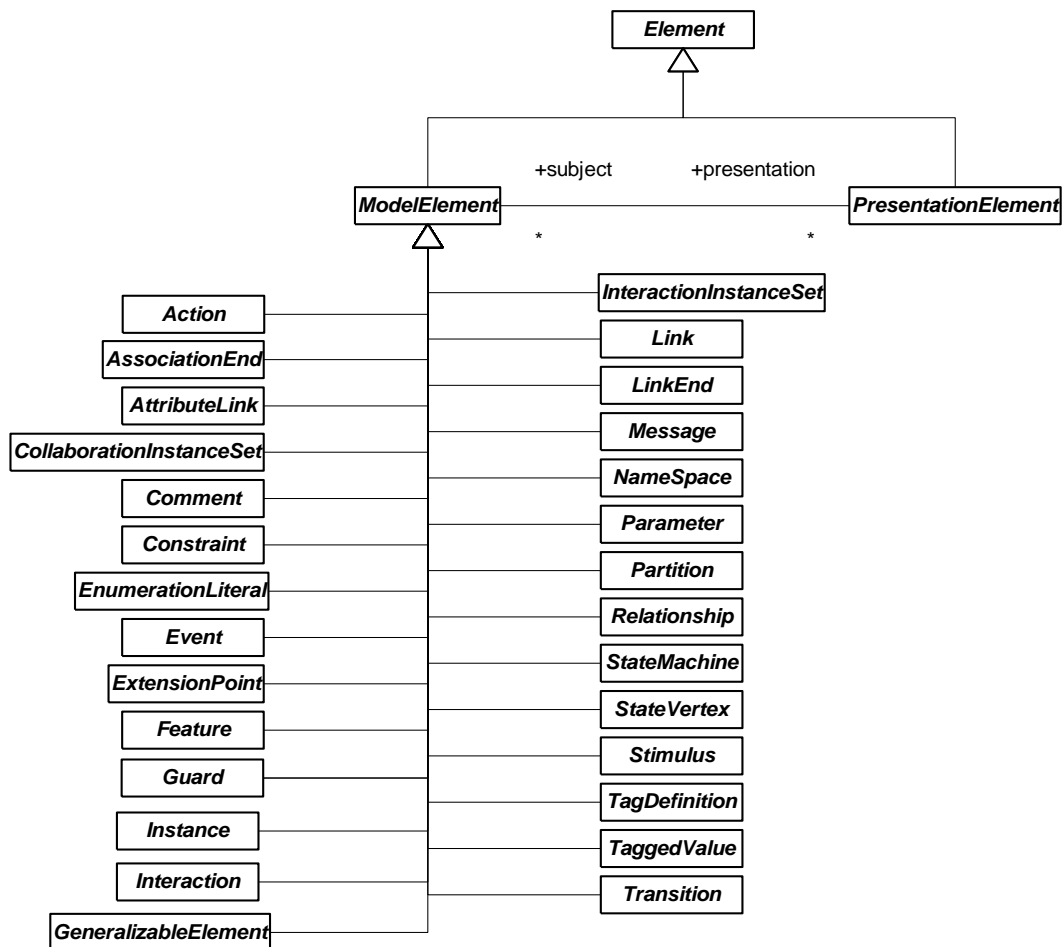 Element
+subject
+presentation
ModelElement
PresentationElement
*
*
Action
AssociationEnd
AttributeLink
CollaborationInstanceSet
Comment
Constraint
EnumerationLiteral
Event
ExtensionPoint
Feature
Guard
Instance
Interaction
GeneralizableElement
InteractionInstanceSet
Link
LinkEnd
Message
NameSpace
Parameter
Partition
Relationship
StateMachine
StateVertex
Stimulus
TagDefinition
TaggedValue
Transition